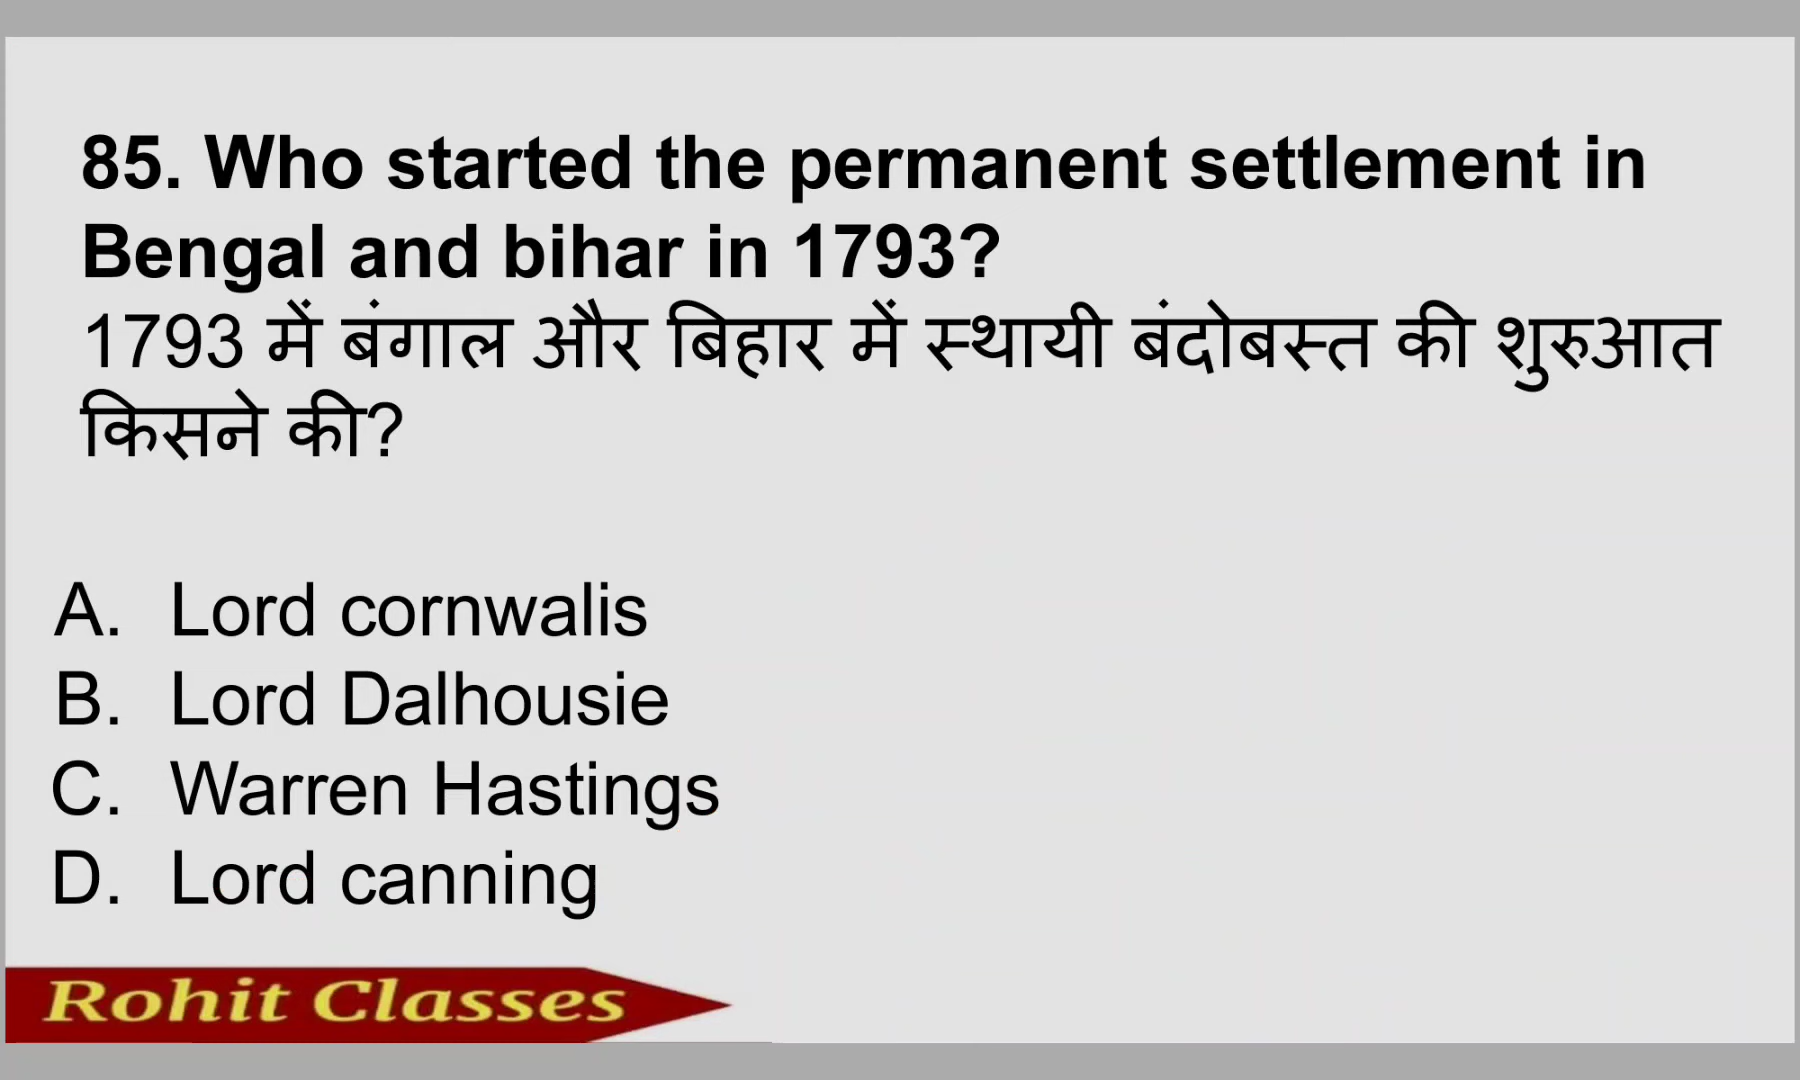 85. Who started the permanent settlement in
Bengal and bihar in 1793?
1793 में बंगाल और बिहार में स्थायी बंदोबस्त की शुरुआत
किसने की?
A. Lord cornwalis
B. Lord Dalhousie
C. Warren Hastings
D. Lord canning
Rohit Classes